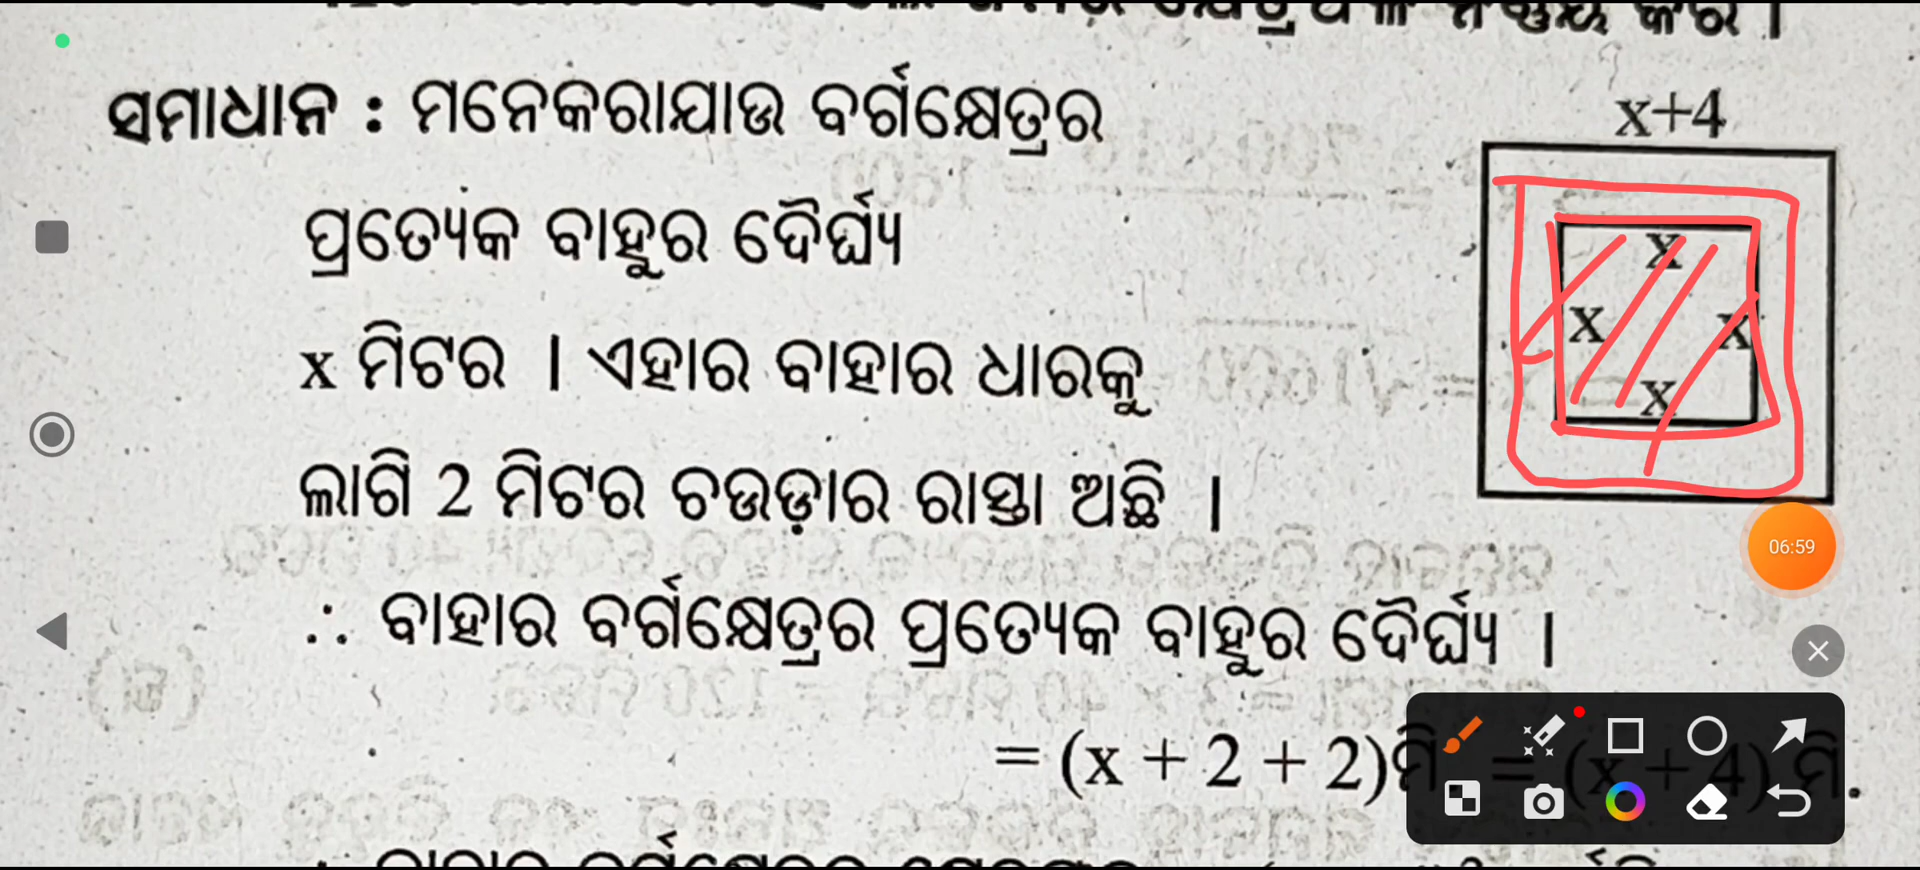 x+4
ସମାଧାନ : ମନେକରାଯାଉ ବର୍ଗକ୍ଷେତ୍ରର
ପ୍ରତ୍ୟେକ ବାହୁର ଦୈର୍ଘ୍ୟ
x
x x
x
x ମିଟର । ଏହାର ବାହାର ଧାରକୁ
ଲାଗି 2 ମିଟର ଚଉଡ଼ାର ରାସ୍ତା ଅଛି ।
06:59
∴ ବାହାର ବର୍ଗକ୍ଷେତ୍ରର ପ୍ରତ୍ୟେକ ବାହୁର ଦୈର୍ଘ୍ୟ ।
= (x + 2 + 2)ମି = (x + 4) ମି.